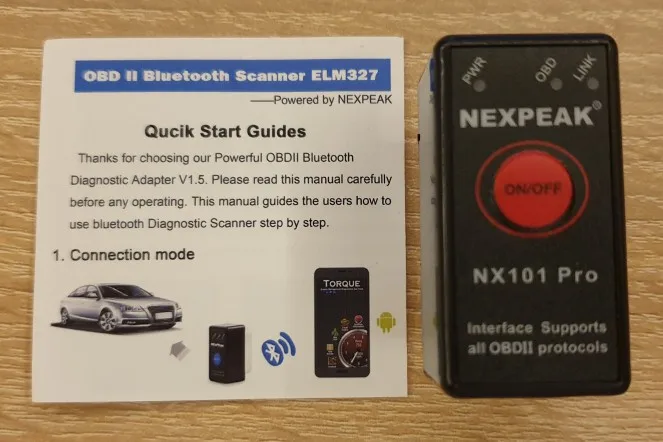 OBD II Bluetooth Scanner ELM327
——Powered by NEXPEAK
Qucik Start Guides
Thanks for choosing our Powerful OBDII Bluetooth
Diagnostic Adapter V1.5. Please read this manual carefully
before any operating. This manual guides the users how to
use bluetooth Diagnostic Scanner step by step.
1. Connection mode
TORQUE
PWR
OBD
LINK
NEXPEAK®
ON/OFF
NX101 Pro
Interface Supports
all OBDII protocols